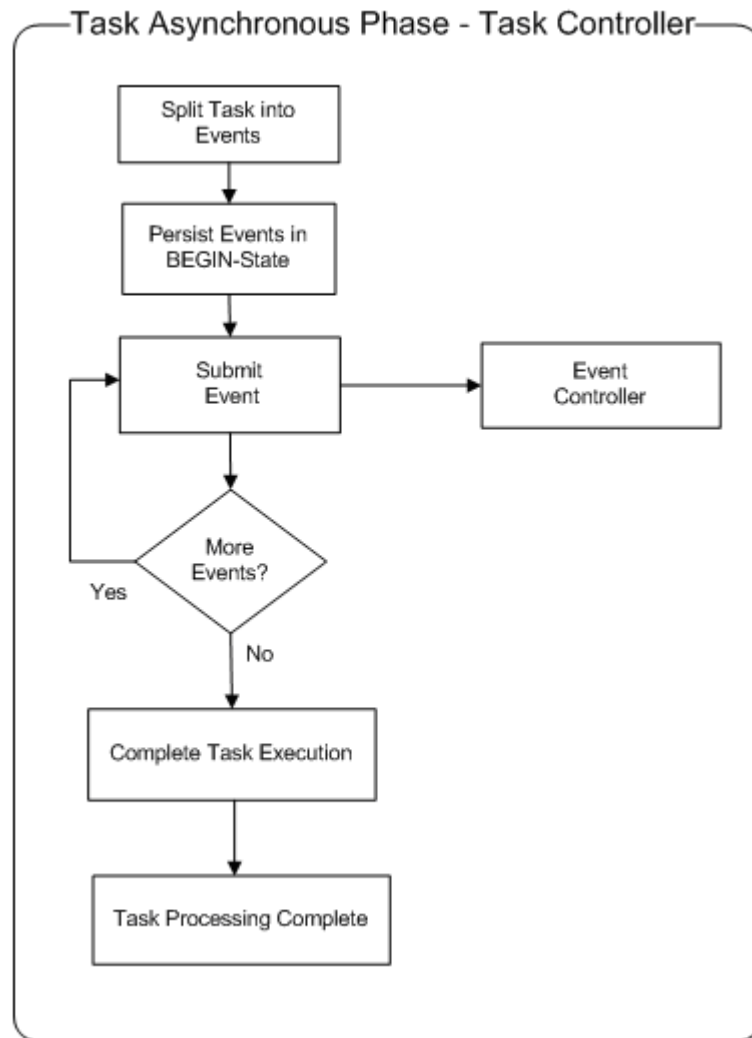 Task Asynchronous Phase - Task Controller
Split Task into
Events
Persist Events in
BEGIN-State
Submit
Event
Event
Controller
More
Events?
Yes
No
Complete Task Execution
Task Processing Complete